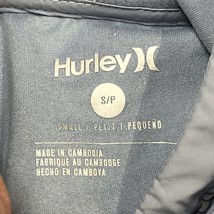 Hurley
S/P
SMALL / PETIT / PEQUEÑO
MADE IN CAMBODIA
FABRIQUÉ AU CAMBODGE
HECHO EN CAMBOYA